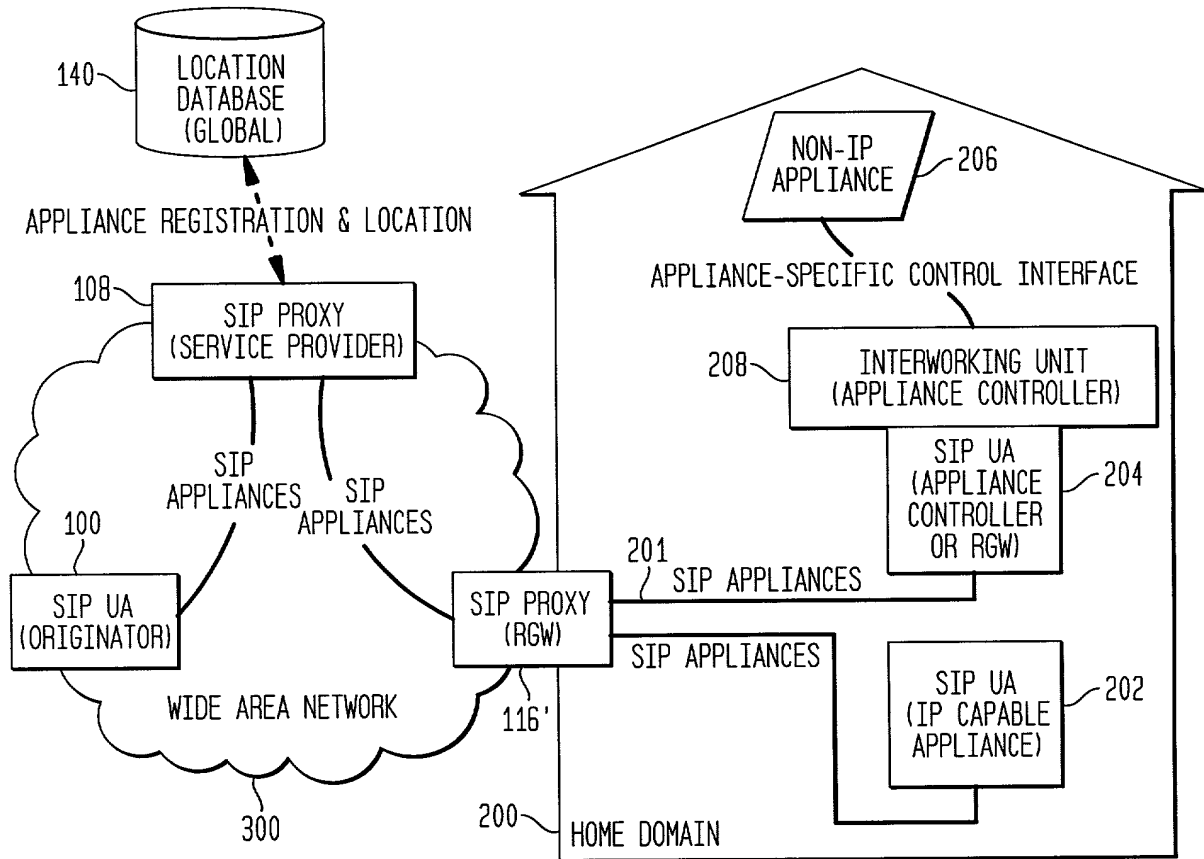 140
LOCATION
DATABASE
(GLOBAL)
APPLIANCE REGISTRATION & LOCATION
108
SIP PROXY
(SERVICE PROVIDER)
SIP
APPLIANCES
SIP
APPLIANCES
100
SIP UA
(ORIGINATOR)
WIDE AREA NETWORK
300
SIP PROXY
(RGW)
116'
NON-IP
APPLIANCE
206
APPLIANCE-SPECIFIC CONTROL INTERFACE
208
INTERWORKING UNIT
(APPLIANCE CONTROLLER)
SIP UA
(APPLIANCE
CONTROLLER
OR RGW)
204
201
SIP APPLIANCES
SIP APPLIANCES
SIP UA
(IP CAPABLE
APPLIANCE)
202
200
HOME DOMAIN